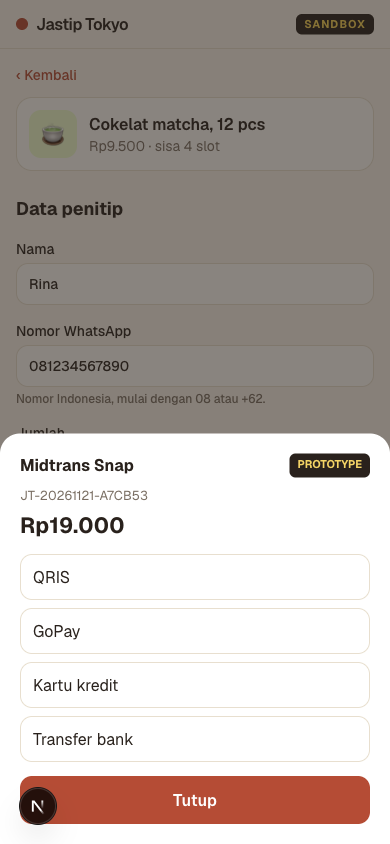 Jastip Tokyo
SANDBOX
‹ Kembali
Cokelat matcha, 12 pcs
Rp9.500 · sisa 4 slot
Data penitip
Nama
Rina
Nomor WhatsApp
081234567890
Nomor Indonesia, mulai dengan 08 atau +62.
Jumlah
Midtrans Snap
PROTOTYPE
JT-20261121-A7CB53
Rp19.000
QRIS
GoPay
Kartu kredit
Transfer bank
Tutup
N